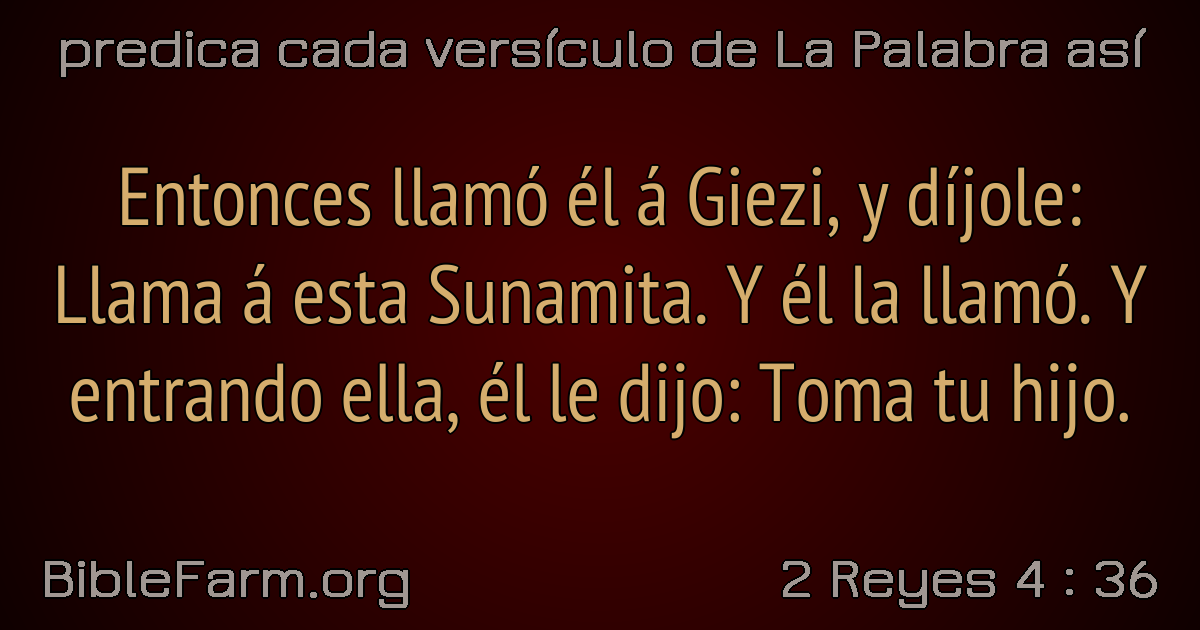 predica cada versículo de La Palabra así
Entonces llamó él á Giezi, y díjole:
Llama á esta Sunamita. Y él la llamó. Y
entrando ella, él le dijo: Toma tu hijo.
BibleFarm.org
2 Reyes 4 : 36